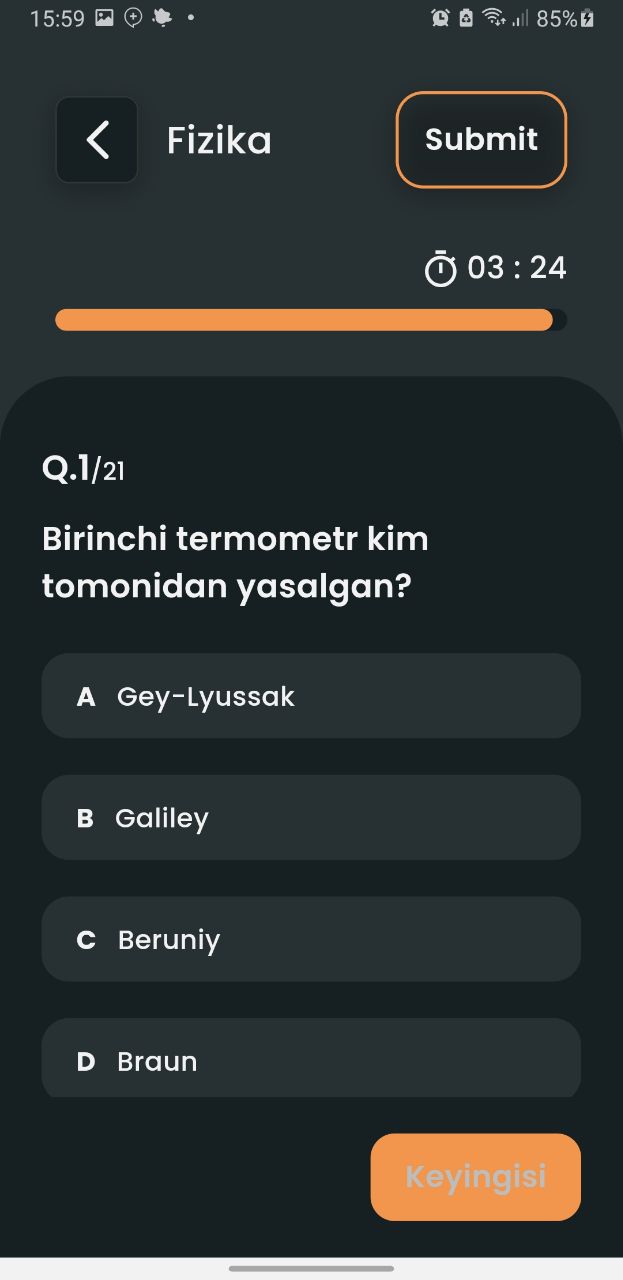 15:59 85%
Fizika Submit
03 : 24
Q.1/21
Birinchi termometr kim
tomonidan yasalgan?
A Gey-Lyussak
B Galiley
C Beruniy
D Braun
Keyingisi